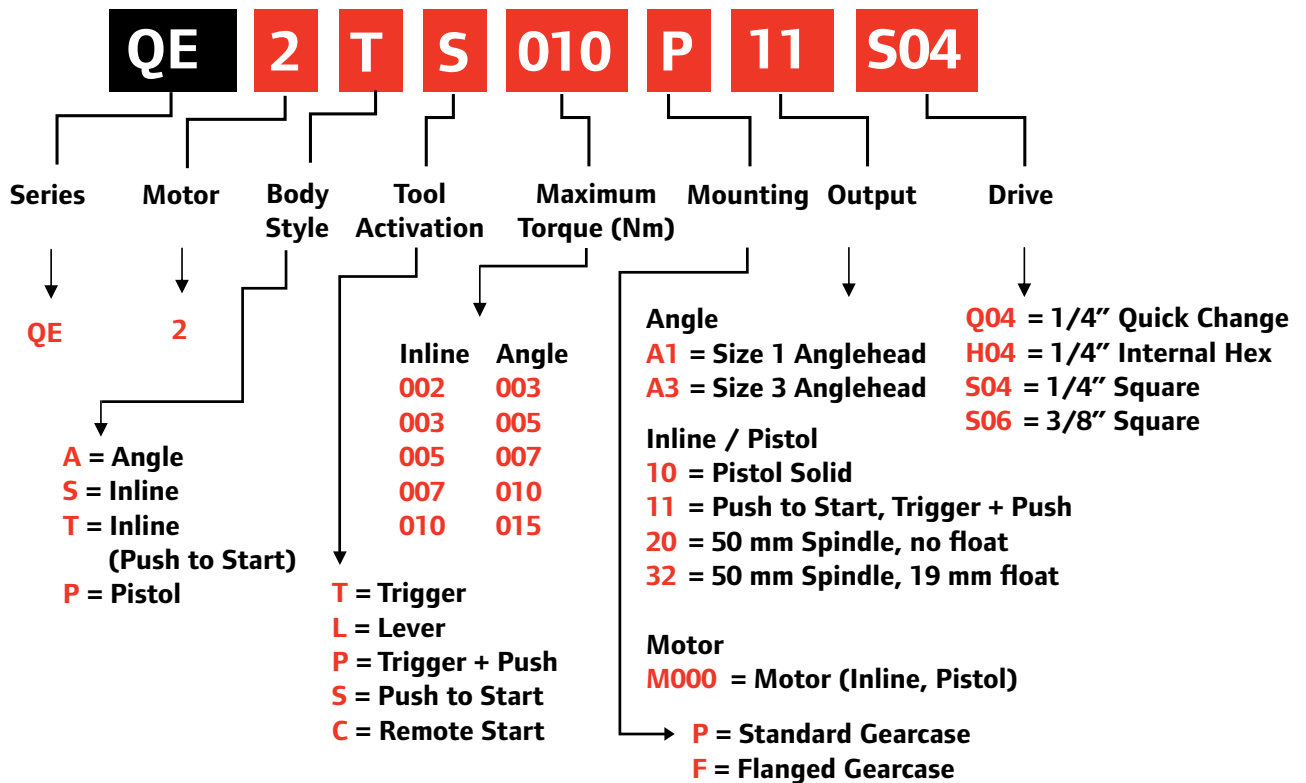 QE 2 T S 010 P 11 S04
Series
Motor
Body
Style
Tool
Activation
Maximum
Torque (Nm)
Mounting
Output
Drive
QE
2
A = Angle
S = Inline
T = Inline
(Push to Start)
P = Pistol
T = Trigger
L = Lever
P = Trigger + Push
S = Push to Start
C = Remote Start
Inline Angle
002 003
003 005
005 007
007 010
010 015
Angle
A1 = Size 1 Anglehead
A3 = Size 3 Anglehead
Inline / Pistol
10 = Pistol Solid
11 = Push to Start, Trigger + Push
20 = 50 mm Spindle, no float
32 = 50 mm Spindle, 19 mm float
Motor
M000 = Motor (Inline, Pistol)
P = Standard Gearcase
F = Flanged Gearcase
Q04 = 1/4″ Quick Change
H04 = 1/4″ Internal Hex
S04 = 1/4″ Square
S06 = 3/8″ Square